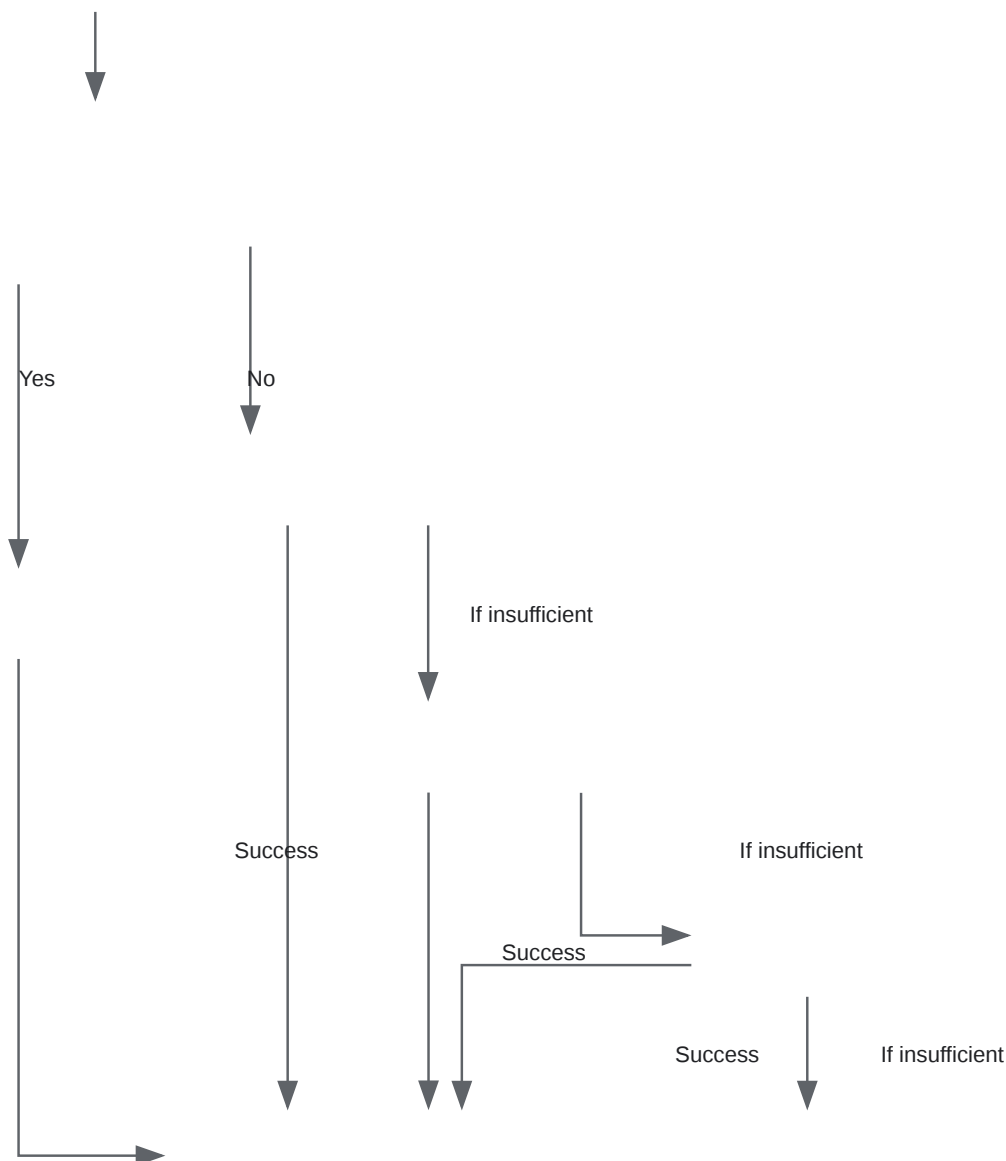 Yes
No
If insufficient
Success
If insufficient
Success
Success
If insufficient